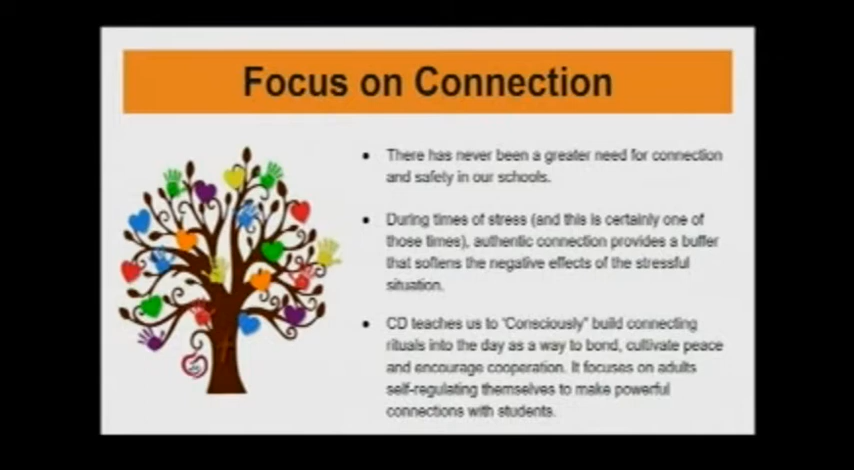 Focus on Connection
• There has never been a greater need for connection
and safety in our schools.
• During times of stress (and this is certainly one of
those times), authentic connection provides a buffer
that softens the negative effects of the stressful
situation.
• CD teaches us to "Consciously" build connecting
rituals into the day as a way to bond, cultivate peace
and encourage cooperation. It focuses on adults
self-regulating themselves to make powerful
connections with students.